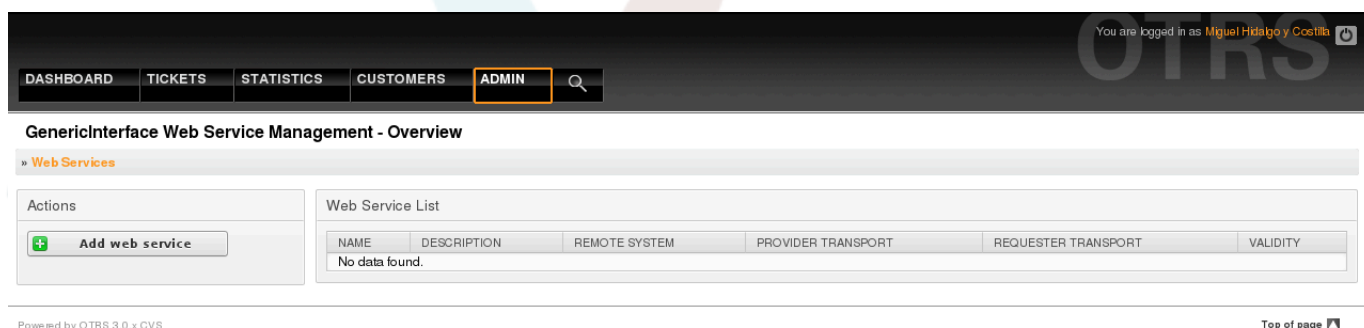 OTRS
You are logged in as Miguel Hidalgo y Costilla
DASHBOARD TICKETS STATISTICS CUSTOMERS ADMIN
GenericInterface Web Service Management - Overview
» Web Services
Actions
Add web service
Web Service List
NAME DESCRIPTION REMOTE SYSTEM PROVIDER TRANSPORT REQUESTER TRANSPORT VALIDITY
No data found.
Powered by OTRS 3.0.x CVS
Top of page